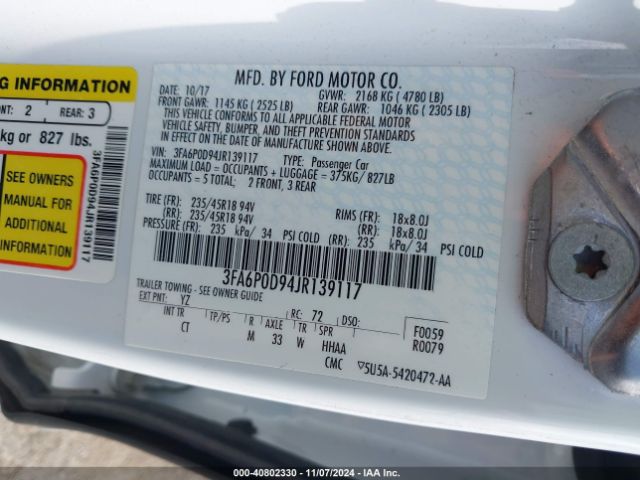 G INFORMATION
ONT: 2 REAR: 3
kg or 827 lbs.
SEE OWNERS
MANUAL FOR
ADDITIONAL
INFORMATION
3FA6P0D94JR139117
MFD. BY FORD MOTOR CO.
DATE: 10/17 GVWR: 2168 KG ( 4780 LB)
FRONT GAWR: 1145 KG ( 2525 LB) REAR GAWR: 1046 KG ( 2305 LB)
THIS VEHICLE CONFORMS TO ALL APPLICABLE FEDERAL MOTOR
VEHICLE SAFETY, BUMPER, AND THEFT PREVENTION STANDARDS
IN EFFECT ON THE DATE OF MANUFACTURE SHOWN ABOVE.
VIN: 3FA6P0D94JR139117 TYPE: Passenger Car
MAXIMUM LOAD = OCCUPANTS + LUGGAGE = 375KG/ 827LB
OCCUPANTS = 5 TOTAL; 2 FRONT, 3 REAR
TIRE (FR): 235/45R18 94V RIMS (FR): 18x8.0J
(RR): 235/45R18 94V (RR): 18x8.0J
PRESSURE (FR): 235 kPa/ 34 PSI COLD (RR): 235 kPa/ 34 PSI COLD
3FA6P0D94JR139117
TRAILER TOWING - SEE OWNER GUIDE
EXT PNT: YZ RC: 72 DSO: F0059
INT TR TP/PS R AXLE TR SPR R0079
CT M 33 W HHAA
CMC 5U5A-5420472-AA
000-40802330 - 11/07/2024 - IAA Inc.